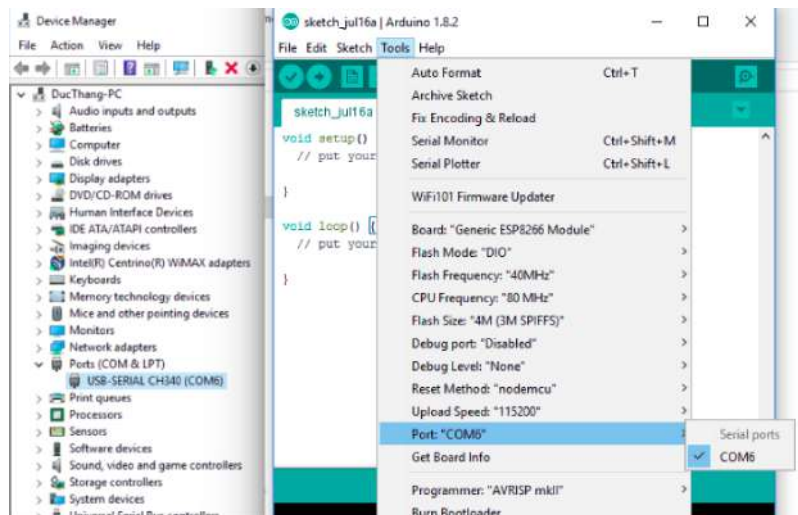 Device Manager
File Action View Help
DucThang-PC
Audio inputs and outputs
Batteries
Computer
Disk drives
Display adapters
DVD/CD-ROM drives
Human Interface Devices
IDE ATA/ATAPI controllers
Imaging devices
Intel(R) Centrino(R) WiMAX adapters
Keyboards
Memory technology devices
Mice and other pointing devices
Monitors
Network adapters
Ports (COM & LPT)
USB-SERIAL CH340 (COM6)
Print queues
Processors
Sensors
Software devices
Sound, video and game controllers
Storage controllers
System devices
Universal Serial Bus controllers
sketch_jul16a | Arduino 1.8.2
File Edit Sketch Tools Help
sketch_jul16a
void setup()
// put your
}
void loop() {
// put your
}
Auto Format Ctrl+T
Archive Sketch
Fix Encoding & Reload
Serial Monitor Ctrl+Shift+M
Serial Plotter Ctrl+Shift+L
WiFi101 Firmware Updater
Board: "Generic ESP8266 Module"
Flash Mode: "DIO"
Flash Frequency: "40MHz"
CPU Frequency: "80 MHz"
Flash Size: "4M (3M SPIFFS)"
Debug port: "Disabled"
Debug Level: "None"
Reset Method: "nodemcu"
Upload Speed: "115200"
Port: "COM6"
Get Board Info
Programmer: "AVRISP mkII"
Burn Bootloader
Serial ports
COM6